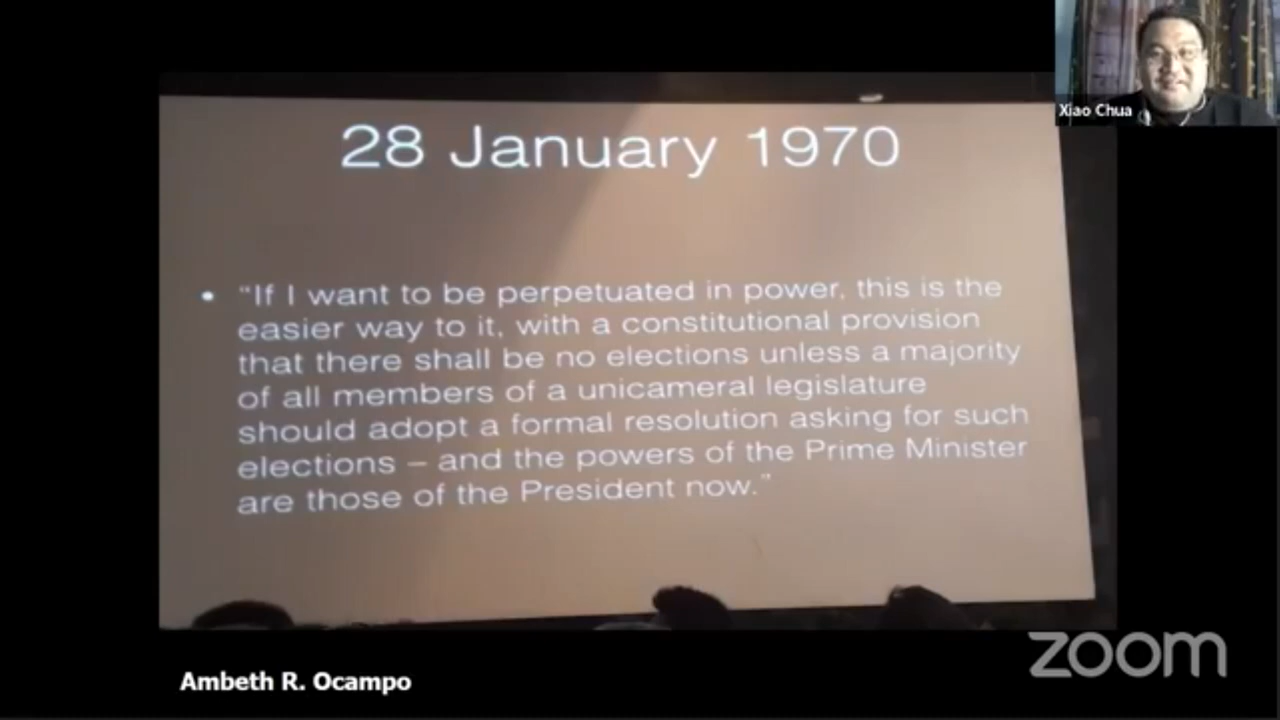 Xiao Chua
28 January 1970
• “If I want to be perpetuated in power, this is the
easier way to it, with a constitutional provision
that there shall be no elections unless a majority
of all members of a unicameral legislature
should adopt a formal resolution asking for such
elections – and the powers of the Prime Minister
are those of the President now.”
Ambeth R. Ocampo
zoom